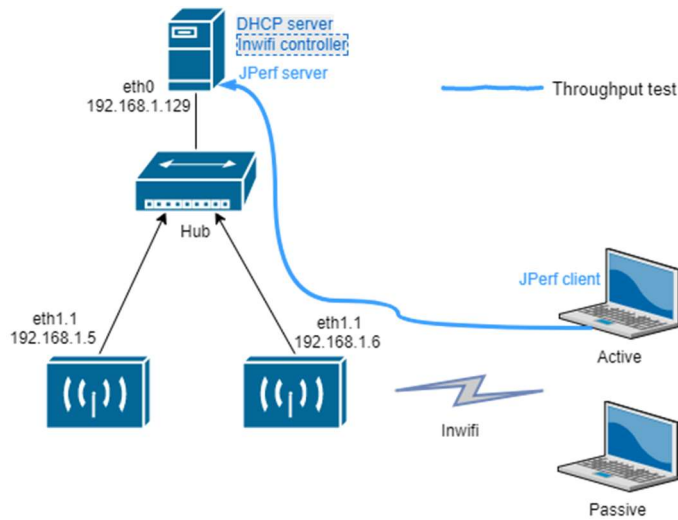 DHCP server
Inwifi controller
JPerf server
eth0
192.168.1.129
Throughput test
Hub
JPerf client
eth1.1
192.168.1.5
eth1.1
192.168.1.6
Active
Inwifi
Passive